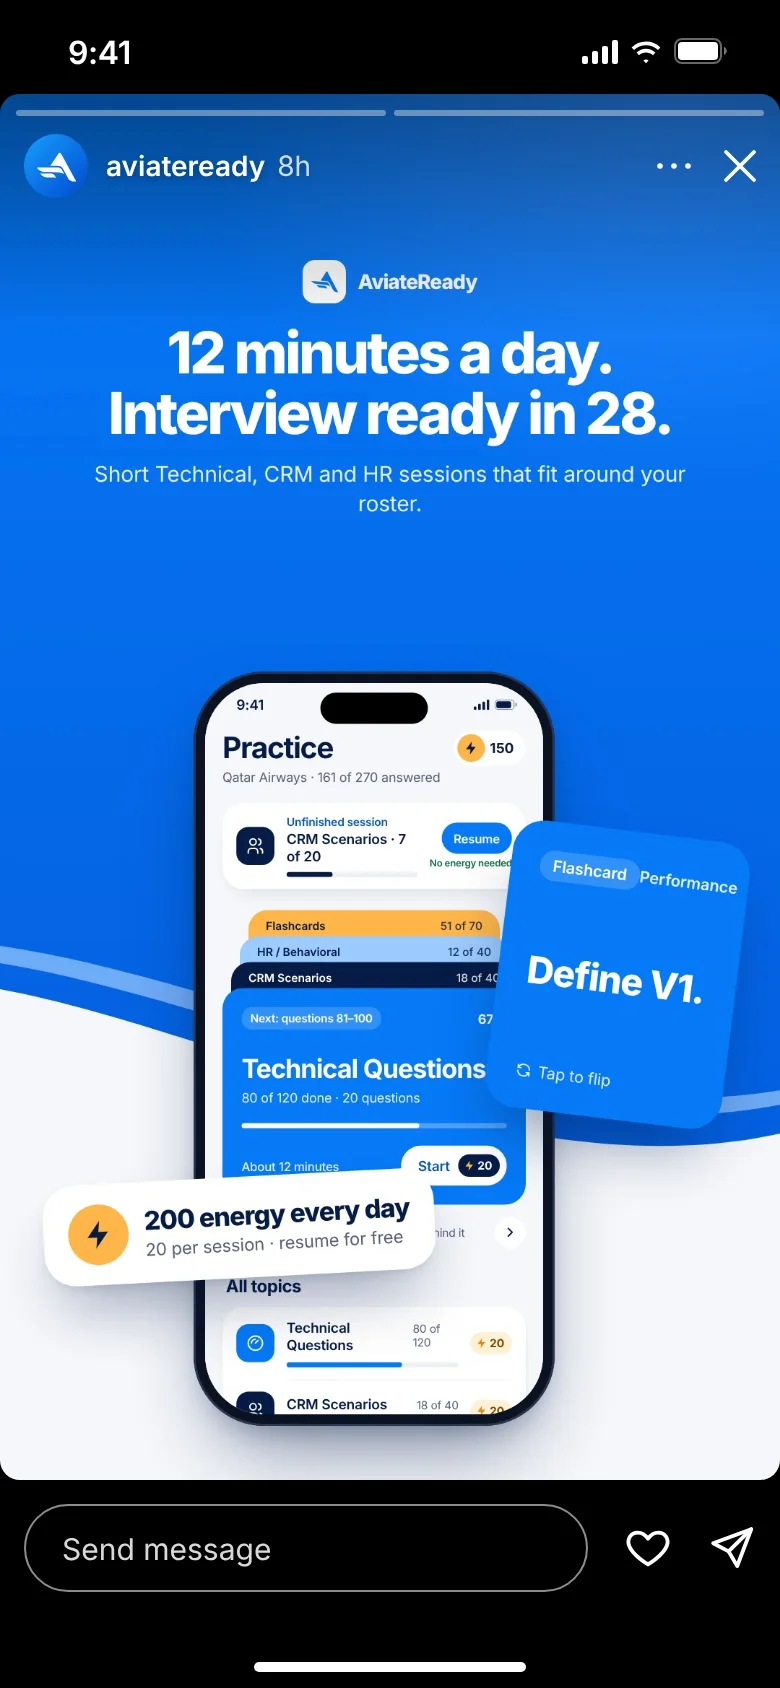 9:41
aviateready 8h
AviateReady
12 minutes a day.
Interview ready in 28.
Short Technical, CRM and HR sessions that fit around your
roster.
9:41
Practice
150
Qatar Airways · 161 of 270 answered
Unfinished session
CRM Scenarios · 7
of 20
Resume
No energy needed
Flashcards 51 of 70
HR / Behavioral 12 of 40
CRM Scenarios 18 of 40
Next: questions 81–100
67
Technical Questions
80 of 120 done · 20 questions
About 12 minutes
Start 20
Flashcard Performance
Define V1.
Tap to flip
200 energy every day
20 per session · resume for free
it
All topics
Technical
Questions
80 of
120
20
CRM Scenarios 18 of 40
20
Send message